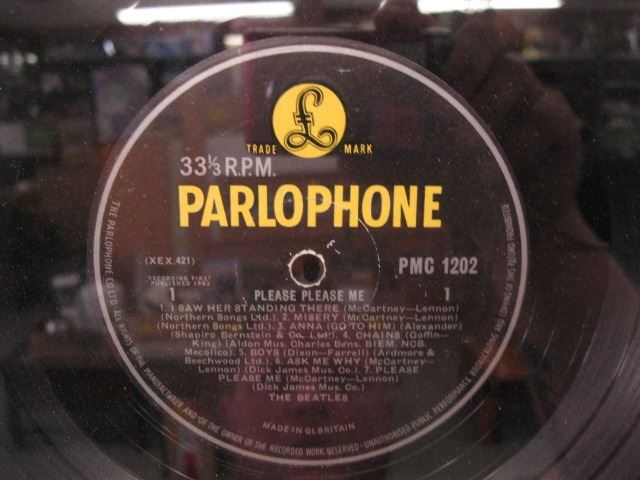 £
TRADE MARK
33⅓ R.P.M.
PARLOPHONE
(XEX.421)
PMC 1202
RECORDING FIRST
PUBLISHED 1963
1 PLEASE PLEASE ME 1
1. I SAW HER STANDING THERE (McCartney—Lennon)
(Northern Songs Ltd.). 2. MISERY (McCartney—Lennon)
(Northern Songs Ltd.) 3. ANNA (GO TO HIM) (Alexander)
(Shapiro Bernstein & Co. Ltd.). 4. CHAINS (Goffin—
King) (Aldon Mus. Charles Bens. BIEM. NCB.
Mecolico). 5. BOYS (Dixon—Farrell) (Ardmore &
Beechwood Ltd.). 6. ASK ME WHY (McCartney—
Lennon) (Dick James Mus. Co.) 7. PLEASE
PLEASE ME (McCartney—Lennon)
(Dick James Mus. Co.)
THE BEATLES
MADE IN GT. BRITAIN
THE PARLOPHONE CO LTD. ALL RIGHTS OF THE MANUFACTURER AND OF THE OWNER OF THE RECORDED WORK RESERVED · UNAUTHORISED PUBLIC PERFORMANCE BROADCASTING AND COPYING OF THIS RECORD PROHIBITED